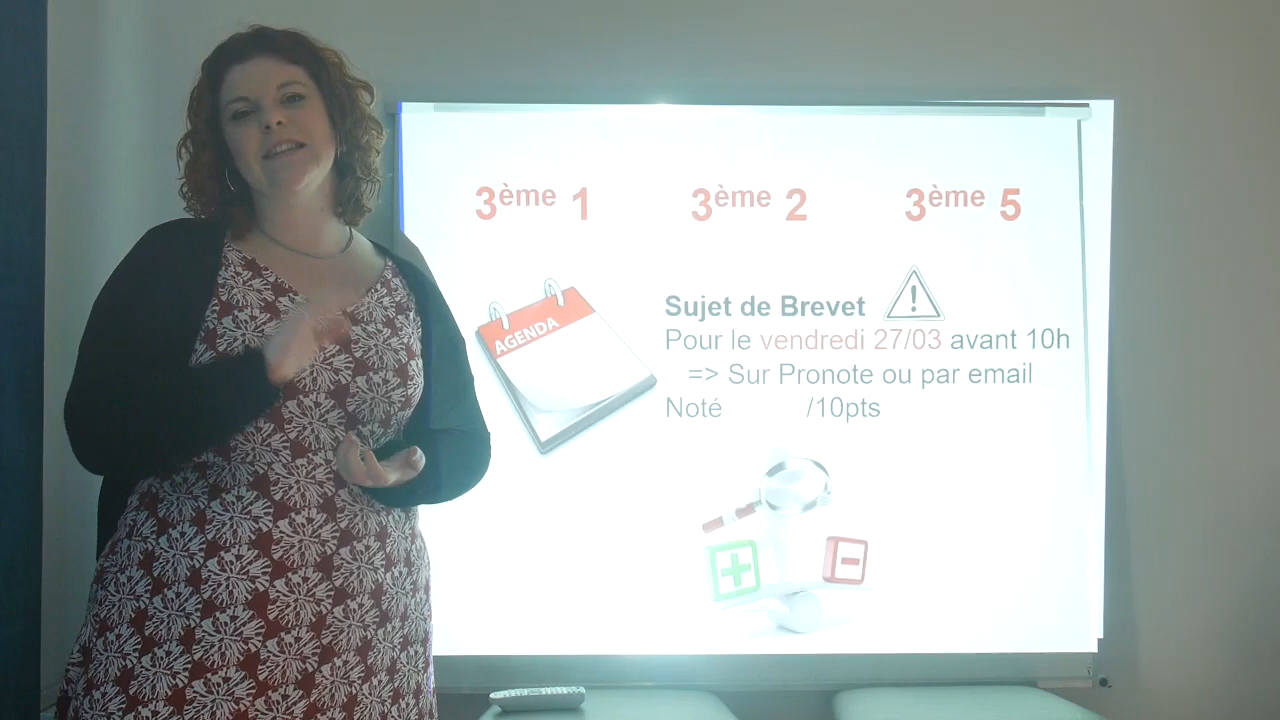 3ème 1 3ème 2 3ème 5
AGENDA
Sujet de Brevet
Pour le vendredi 27/03 avant 10h
=> Sur Pronote ou par email
Noté /10pts